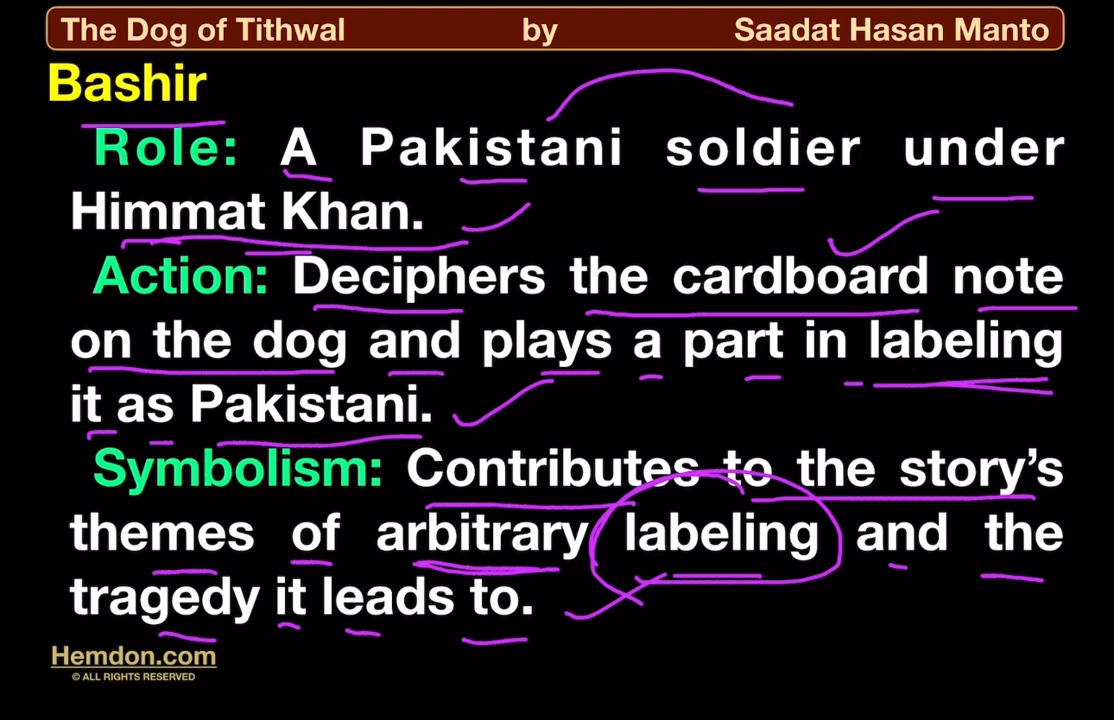 The Dog of Tithwal by Saadat Hasan Manto
Bashir
Role: A Pakistani soldier under
Himmat Khan.
Action: Deciphers the cardboard note
on the dog and plays a part in labeling
it as Pakistani.
Symbolism: Contributes to the story’s
themes of arbitrary labeling and the
tragedy it leads to.
Hemdon.com
© ALL RIGHTS RESERVED